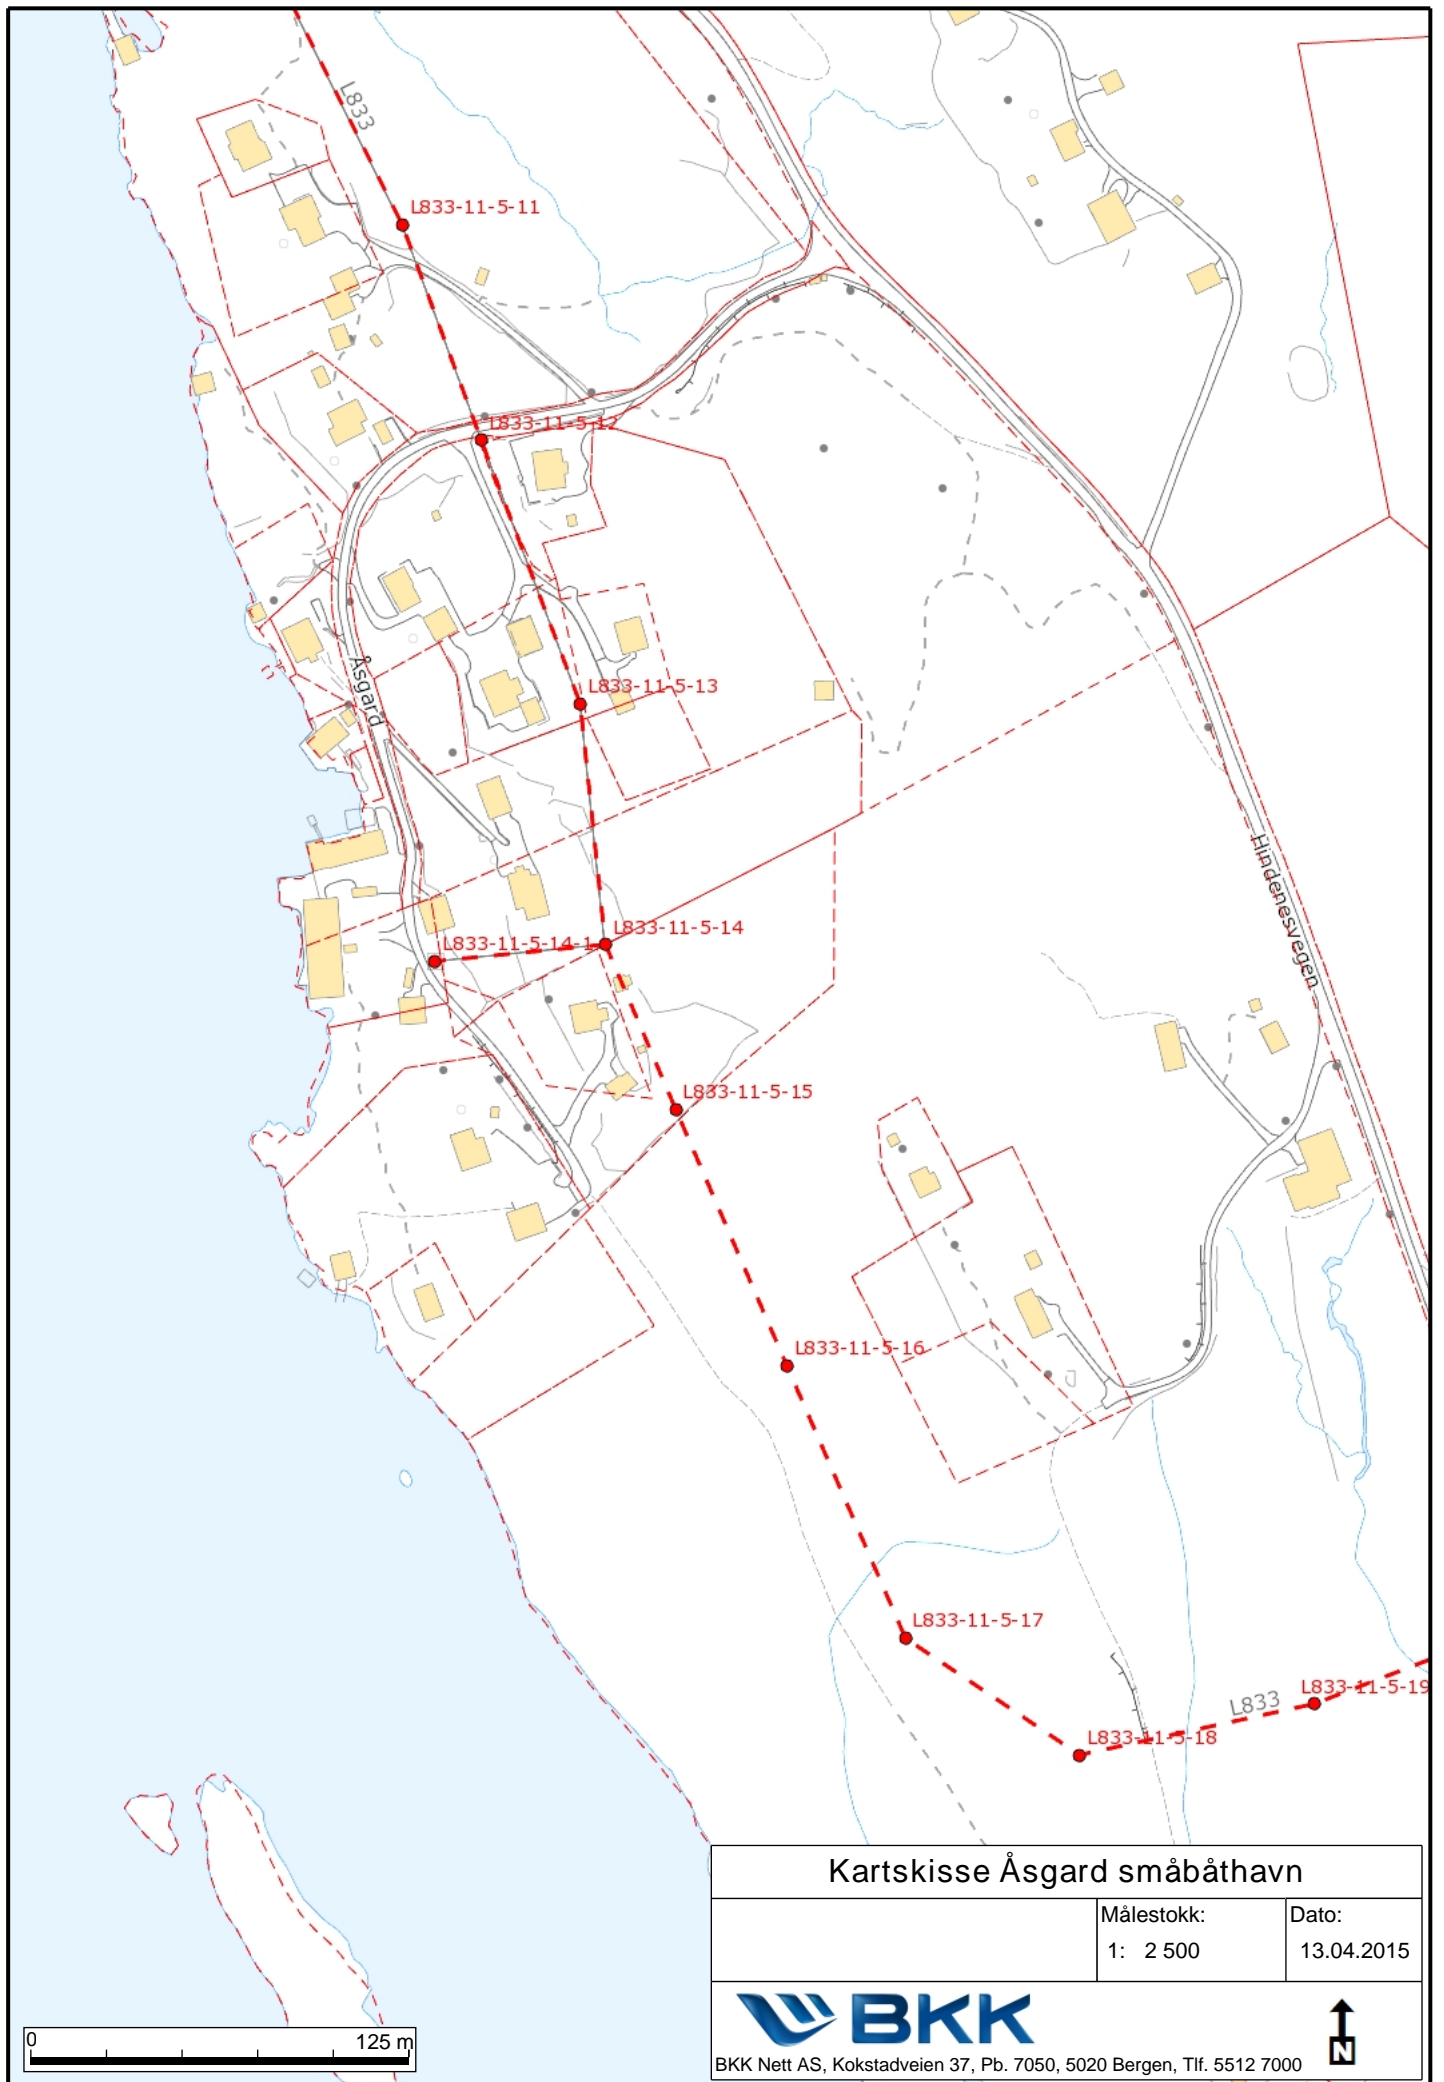 L833
L833-11-5-11
L833-11-5-12
L833-11-5-13
Åsgard
Hindenesvegen
L833-11-5-14
L833-11-5-14-1
L833-11-5-15
L833-11-5-16
L833-11-5-17
L833-11-5-19
L833
L833-11-5-18
Kartskisse Åsgard småbåthavn
Målestokk:
Dato:
1: 2 500
13.04.2015
BKK
0
125 m
N
BKK Nett AS, Kokstadveien 37, Pb. 7050, 5020 Bergen, Tlf. 5512 7000